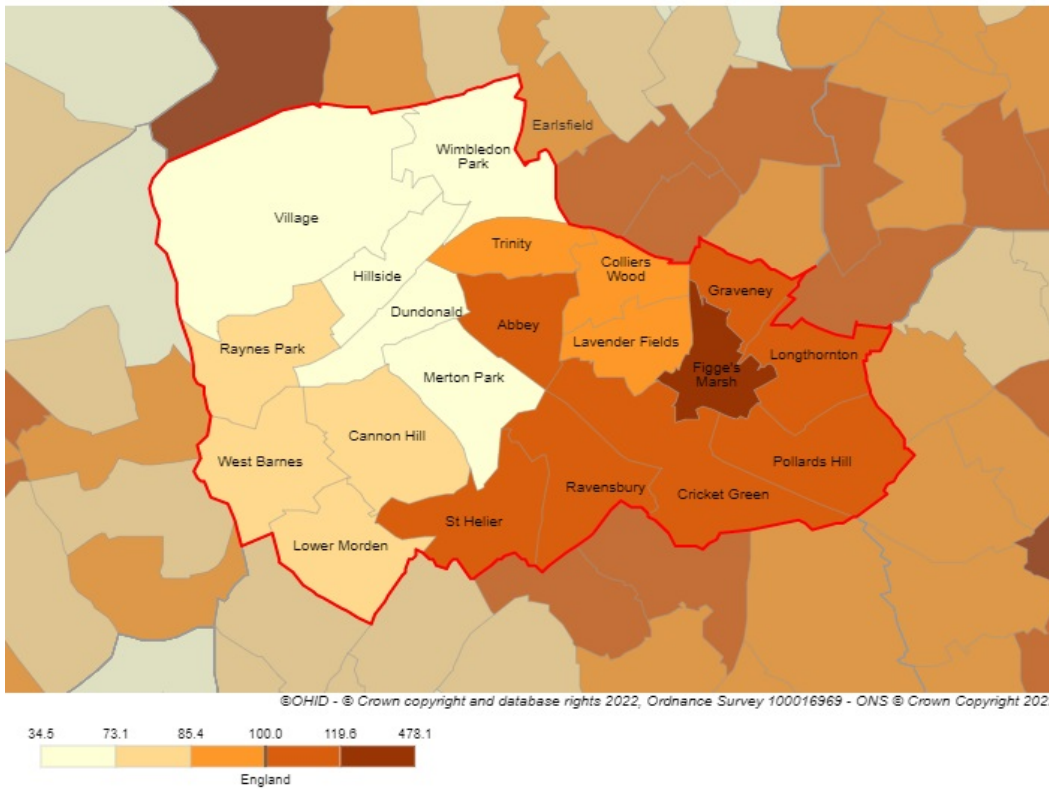 Earlsfield
Wimbledon
Park
Village
Trinity
Colliers
Wood
Hillside
Graveney
Dundonald
Abbey
Raynes Park
Lavender Fields
Longthornton
Merton Park
Figge's
Marsh
Cannon Hill
West Barnes
Pollards Hill
Ravensbury
Cricket Green
St Helier
Lower Morden
©OHID - © Crown copyright and database rights 2022, Ordnance Survey 100016969 - ONS © Crown Copyright 202
34.5 73.1 85.4 100.0 119.6 478.1
England